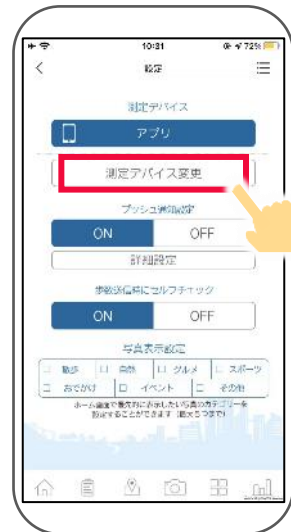 10:31
72%
設定
測定デバイス
アプリ
測定デバイス変更
プッシュ通知設定
ON OFF
詳細設定
歩数送信時にセルフチェック
ON OFF
写真表示設定
散歩 自然 グルメ スポーツ
おでかけ イベント その他
ホーム画面で優先的に表示したい写真のカテゴリーを
設定することができます（最大5つまで）